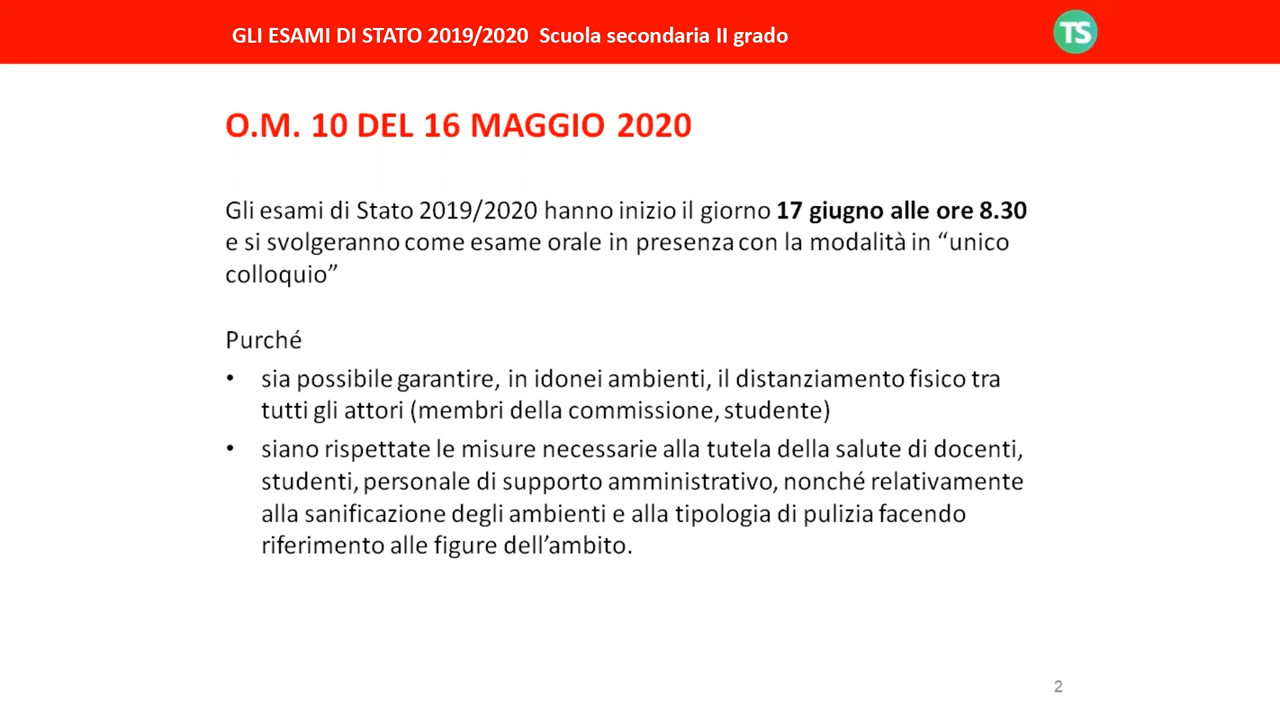 GLI ESAMI DI STATO 2019/2020 Scuola secondaria II grado
TS
O.M. 10 DEL 16 MAGGIO 2020
Gli esami di Stato 2019/2020 hanno inizio il giorno 17 giugno alle ore 8.30
e si svolgeranno come esame orale in presenza con la modalità in “unico
colloquio”
Purché
• sia possibile garantire, in idonei ambienti, il distanziamento fisico tra
tutti gli attori (membri della commissione, studente)
• siano rispettate le misure necessarie alla tutela della salute di docenti,
studenti, personale di supporto amministrativo, nonché relativamente
alla sanificazione degli ambienti e alla tipologia di pulizia facendo
riferimento alle figure dell’ambito.
2